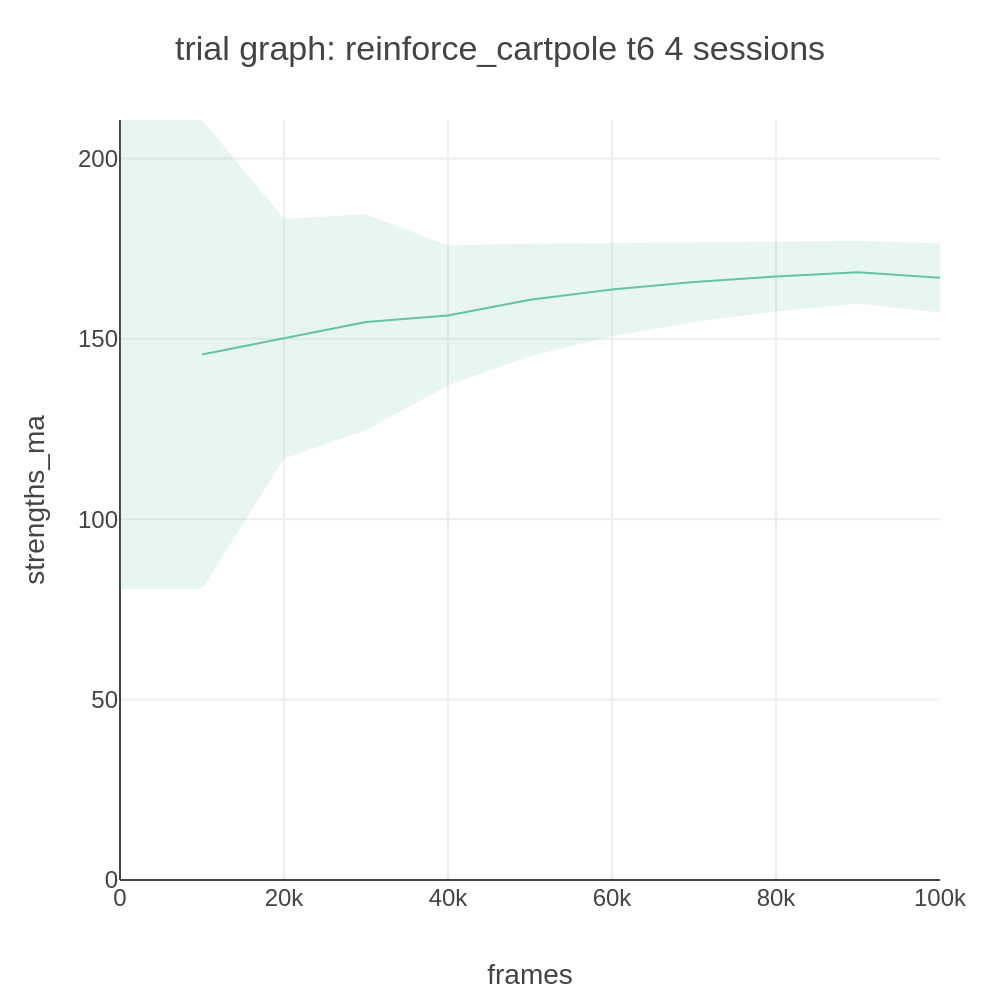 trial graph: reinforce_cartpole t6 4 sessions
200
150
100
50
0
strengths_ma
0 20k 40k 60k 80k 100k
frames